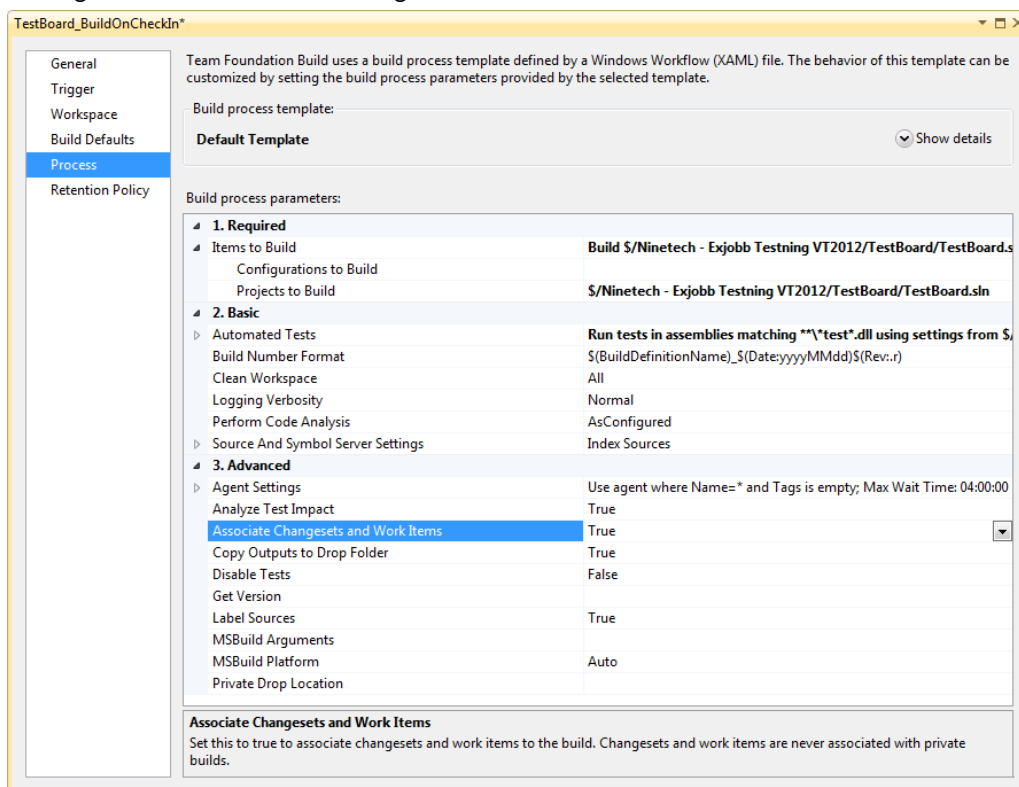 TestBoard_BuildOnCheckIn*
General
Trigger
Workspace
Build Defaults
Process
Retention Policy
Team Foundation Build uses a build process template defined by a Windows Workflow (XAML) file. The behavior of this template can be
customized by setting the build process parameters provided by the selected template.
Build process template:
Default Template
Show details
Build process parameters:
1. Required
Items to Build Build $/Ninetech - Exjobb Testning VT2012/TestBoard/TestBoard.s
Configurations to Build
Projects to Build $/Ninetech - Exjobb Testning VT2012/TestBoard/TestBoard.sln
2. Basic
Automated Tests Run tests in assemblies matching **\*test*.dll using settings from $/
Build Number Format $(BuildDefinitionName)_$(Date:yyyyMMdd)$(Rev:.r)
Clean Workspace All
Logging Verbosity Normal
Perform Code Analysis AsConfigured
Source And Symbol Server Settings Index Sources
3. Advanced
Agent Settings Use agent where Name=* and Tags is empty; Max Wait Time: 04:00:00
Analyze Test Impact True
Associate Changesets and Work Items True
Copy Outputs to Drop Folder True
Disable Tests False
Get Version
Label Sources True
MSBuild Arguments
MSBuild Platform Auto
Private Drop Location
Associate Changesets and Work Items
Set this to true to associate changesets and work items to the build. Changesets and work items are never associated with private
builds.